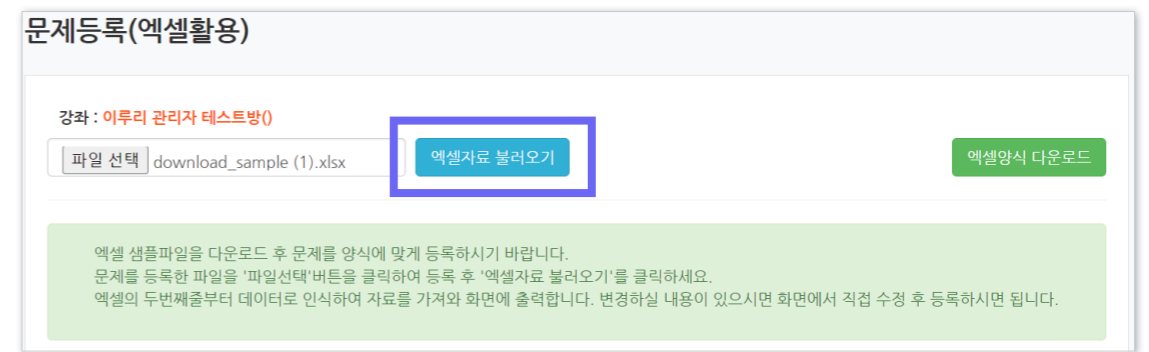 문제등록(엑셀활용)
강좌 : 이루리 관리자 테스트방()
파일 선택 download_sample (1).xlsx 엑셀자료 불러오기 엑셀양식 다운로드
엑셀 샘플파일을 다운로드 후 문제를 양식에 맞게 등록하시기 바랍니다.
문제를 등록한 파일을 '파일선택'버튼을 클릭하여 등록 후 '엑셀자료 불러오기'를 클릭하세요.
엑셀의 두번째줄부터 데이터로 인식하여 자료를 가져와 화면에 출력합니다. 변경하실 내용이 있으시면 화면에서 직접 수정 후 등록하시면 됩니다.